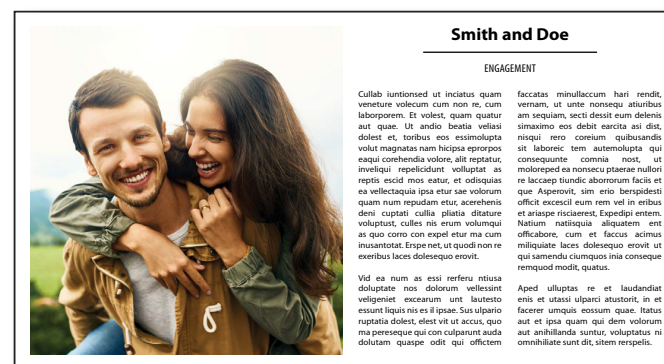 Smith and Doe
ENGAGEMENT
Cullab iuntionsed ut inciatus quam
veneture volecum cum non re, cum
laborporem. Et volest, quam quatur
aut quae. Ut andio beatia veliasi
dolest et, toribus eos essimolupta
volut magnatas nam hicipsa eprorpos
eaqui corehendia volore, alit reptatur,
inveliqui repelicidunt volluptat as
reptis escid mos eatur, et odisquias
ea vellectaquia ipsa etur sae volorum
quam num repudam etur, acerehenis
deni cuptati cullia pliatia ditature
voluptust, culles nis erum volumqui
as quo corro con expel etur ma cum
inusantotat. Erspe net, ut quodi non re
exeribus laces dolesequo erovit.
Vid ea num as essi rerferu ntiusa
doluptate nos dolorum vellessint
veligeniet excearum unt lautesto
essunt liquis nis es il ipsae. Sus ulpario
ruptatia dolest, elest vit ut accus, quo
ma pereseque qui con culparunt auda
dolutam quaspe odit qui offictem
faccatas minullaccum hari rendit,
vernam, ut unte nonsequ atiuribus
am sequiam, secti dessit eum delenis
simaximo eos debit earcita asi dist,
nisqui rero coreium quibusandis
sit laboreic tem autemolupta qui
consequunte comnia nost, ut
moloreped ea nonsecu ptaerae nullori
re laccaep tiundic aborrorum faciis et
que Asperovit, sim erio berspidesti
officit excescil eum rem vel in eribus
et ariaspe risciaerest, Expedipi entem.
Natium natiisquia aliquatem ent
officabore, cum et faccus acimus
miliquiate laces dolesequo erovit ut
qui samendu ciumquos inia conseque
remquod modit, quatus.
Aped ulluptas re et laudandiat
enis et utassi ulparci atustorit, in et
facerer umquis eossum quae. Itatus
aut et ipsa quam qui dem volorum
aut anihillanda suntur, voluptatus ni
omnihiliate sunt dit, sitem rerspelis.